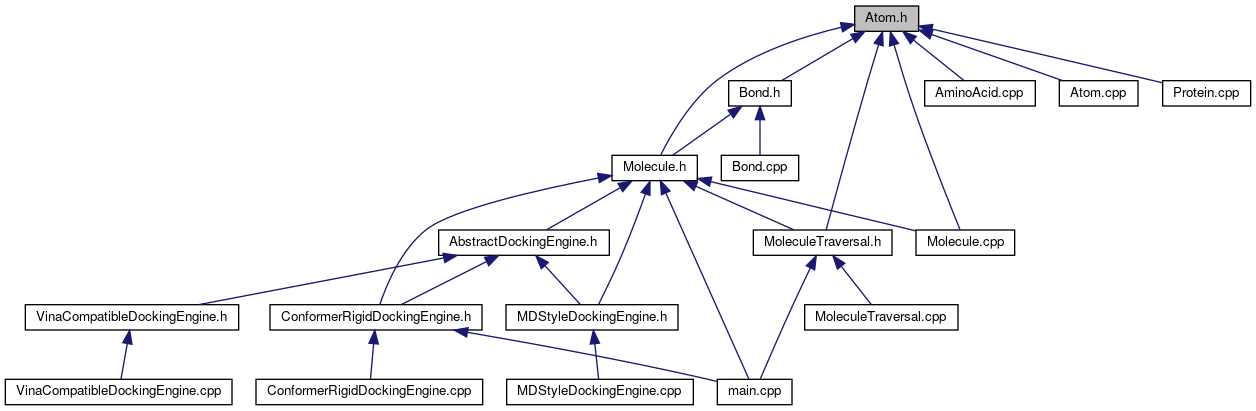 Atom.h
Bond.h
AminoAcid.cpp
Atom.cpp
Protein.cpp
Molecule.h
Bond.cpp
AbstractDockingEngine.h
MoleculeTraversal.h
Molecule.cpp
VinaCompatibleDockingEngine.h
ConformerRigidDockingEngine.h
MDStyleDockingEngine.h
MoleculeTraversal.cpp
VinaCompatibleDockingEngine.cpp
ConformerRigidDockingEngine.cpp
MDStyleDockingEngine.cpp
main.cpp